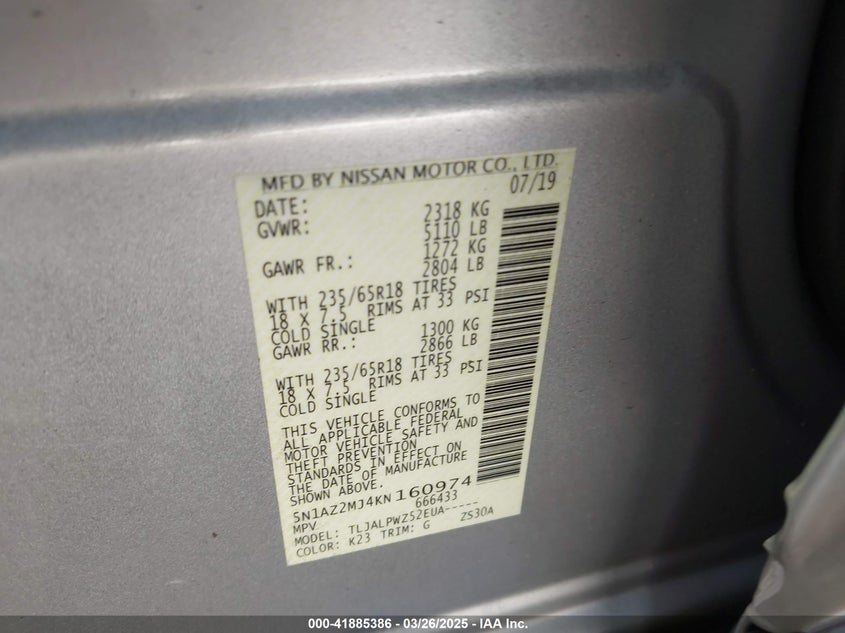 MFD BY NISSAN MOTOR CO., LTD.
DATE: 07/19
GVWR: 2318 KG
5110 LB
GAWR FR.: 1272 KG
2804 LB
WITH 235/65R18 TIRES
18 X 7.5 RIMS AT 33 PSI
COLD SINGLE
GAWR RR.: 1300 KG
2866 LB
WITH 235/65R18 TIRES
18 X 7.5 RIMS AT 33 PSI
COLD SINGLE
THIS VEHICLE CONFORMS TO
ALL APPLICABLE FEDERAL
MOTOR VEHICLE SAFETY AND
THEFT PREVENTION
STANDARDS IN EFFECT ON
THE DATE OF MANUFACTURE
SHOWN ABOVE.
5N1AZ2MJ4KN160974
MPV 666433
MODEL: TLJALPWZ52EUA-----
COLOR: K23 TRIM: G ZS30A
000-41885386 - 03/26/2025 - IAA Inc.